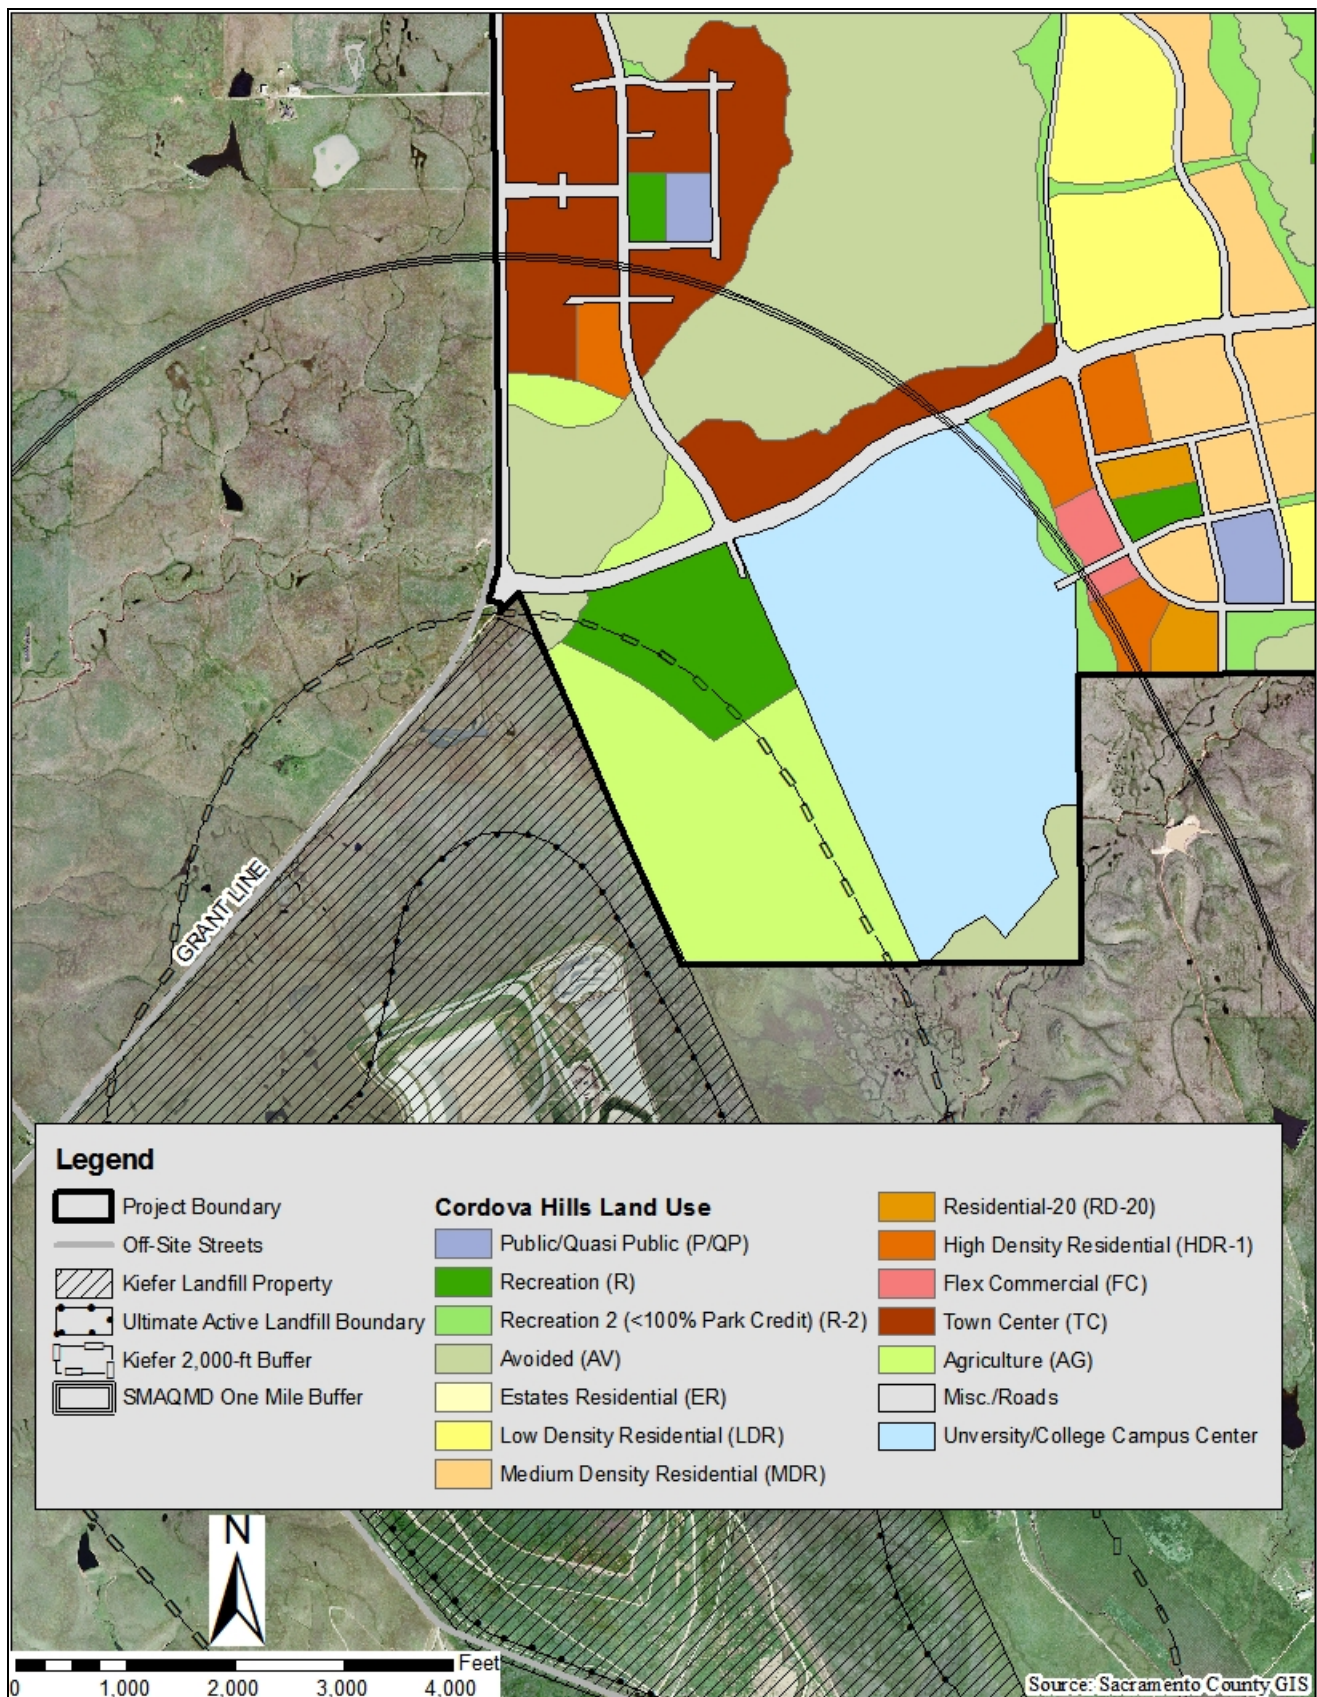 GRANT LINE
Legend
Project Boundary
Off-Site Streets
Kiefer Landfill Property
Ultimate Active Landfill Boundary
Kiefer 2,000-ft Buffer
SMAQMD One Mile Buffer
Cordova Hills Land Use
Public/Quasi Public (P/QP)
Recreation (R)
Recreation 2 (<100% Park Credit) (R-2)
Avoided (AV)
Estates Residential (ER)
Low Density Residential (LDR)
Medium Density Residential (MDR)
Residential-20 (RD-20)
High Density Residential (HDR-1)
Flex Commercial (FC)
Town Center (TC)
Agriculture (AG)
Misc./Roads
Unversity/College Campus Center
N
Feet
0 1,000 2,000 3,000 4,000
Source: Sacramento County GIS